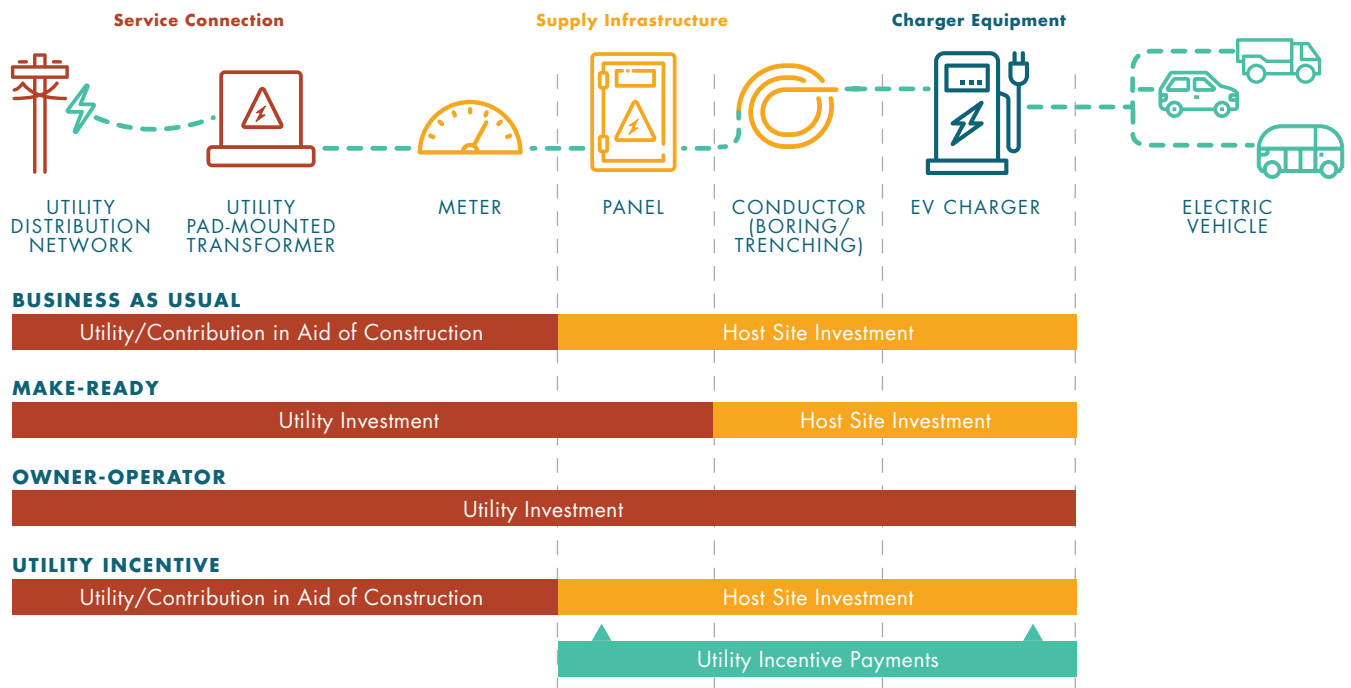 Service Connection
Supply Infrastructure
Charger Equipment
UTILITY
DISTRIBUTION
NETWORK
UTILITY
PAD-MOUNTED
TRANSFORMER
METER
PANEL
CONDUCTOR
(BORING/
TRENCHING)
EV CHARGER
ELECTRIC
VEHICLE
BUSINESS AS USUAL
Utility/Contribution in Aid of Construction
Host Site Investment
MAKE-READY
Utility Investment
Host Site Investment
OWNER-OPERATOR
Utility Investment
UTILITY INCENTIVE
Utility/Contribution in Aid of Construction
Host Site Investment
Utility Incentive Payments